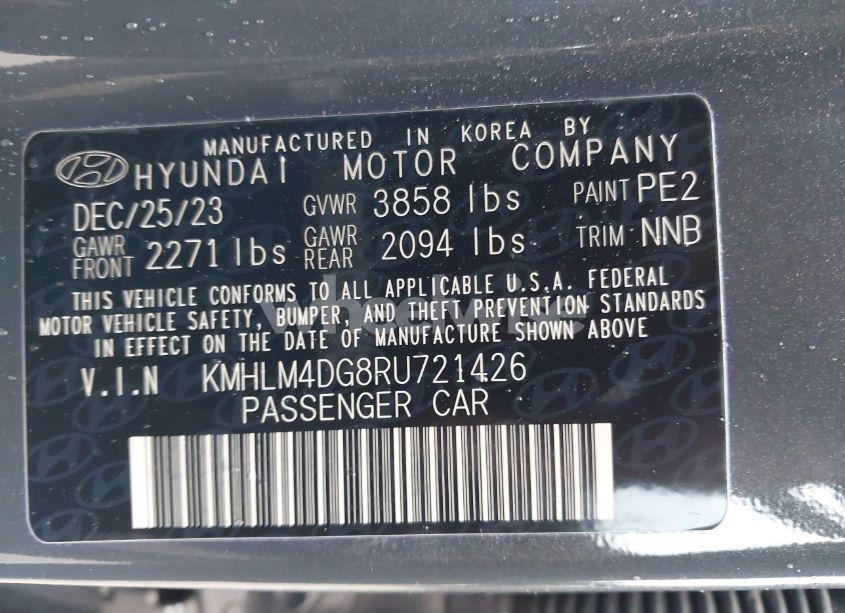 MANUFACTURED IN KOREA BY
HYUNDAI MOTOR COMPANY
DEC/25/23 GVWR 3858 lbs PAINT PE2
GAWR FRONT 2271 lbs GAWR REAR 2094 lbs TRIM NNB
THIS VEHICLE CONFORMS TO ALL APPLICABLE U.S.A. FEDERAL
MOTOR VEHICLE SAFETY, BUMPER, AND THEFT PREVENTION STANDARDS
IN EFFECT ON THE DATE OF MANUFACTURE SHOWN ABOVE
V.I.N KMHLM4DG8RU721426
PASSENGER CAR